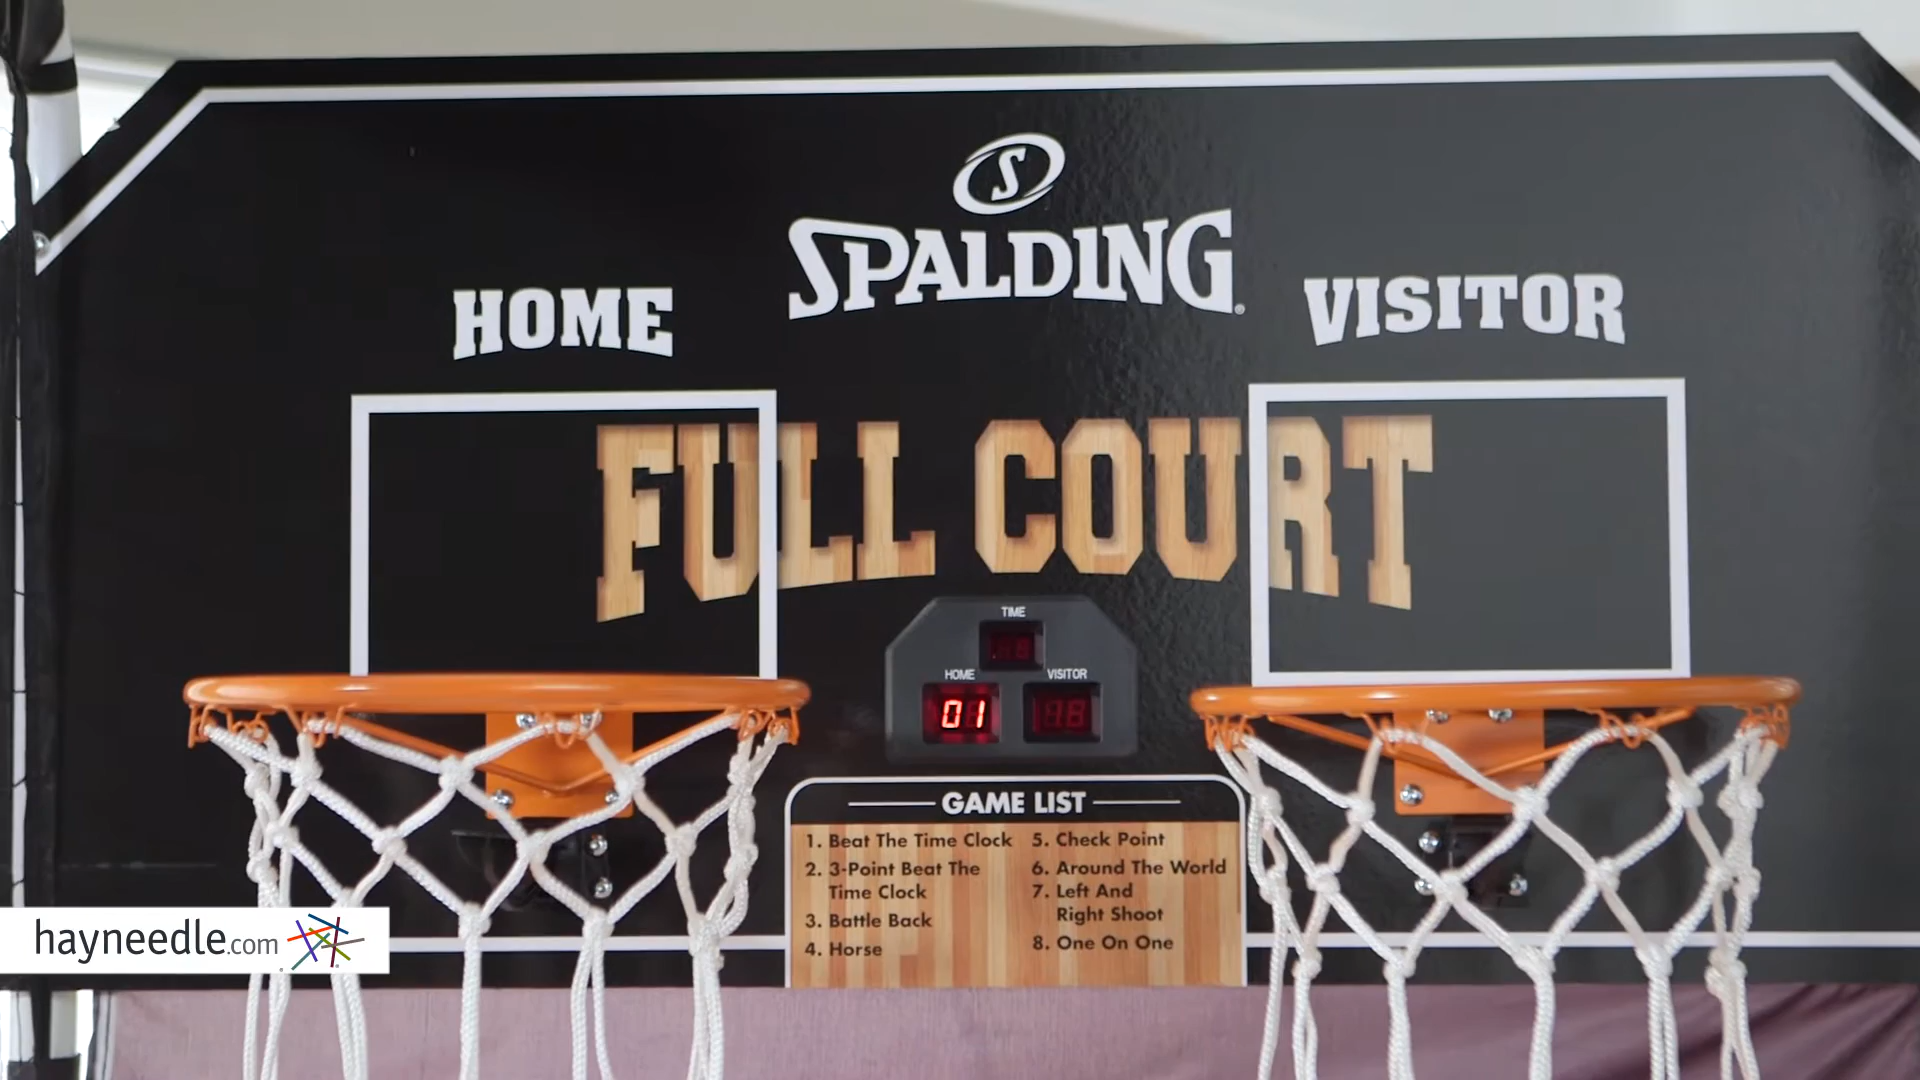 S
SPALDING
HOME
VISITOR
FULL COURT
TIME
HOME VISITOR
01
GAME LIST
1. Beat The Time Clock
2. 3-Point Beat The
Time Clock
3. Battle Back
4. Horse
5. Check Point
6. Around The World
7. Left And
Right Shoot
8. One On One
hayneedle.com